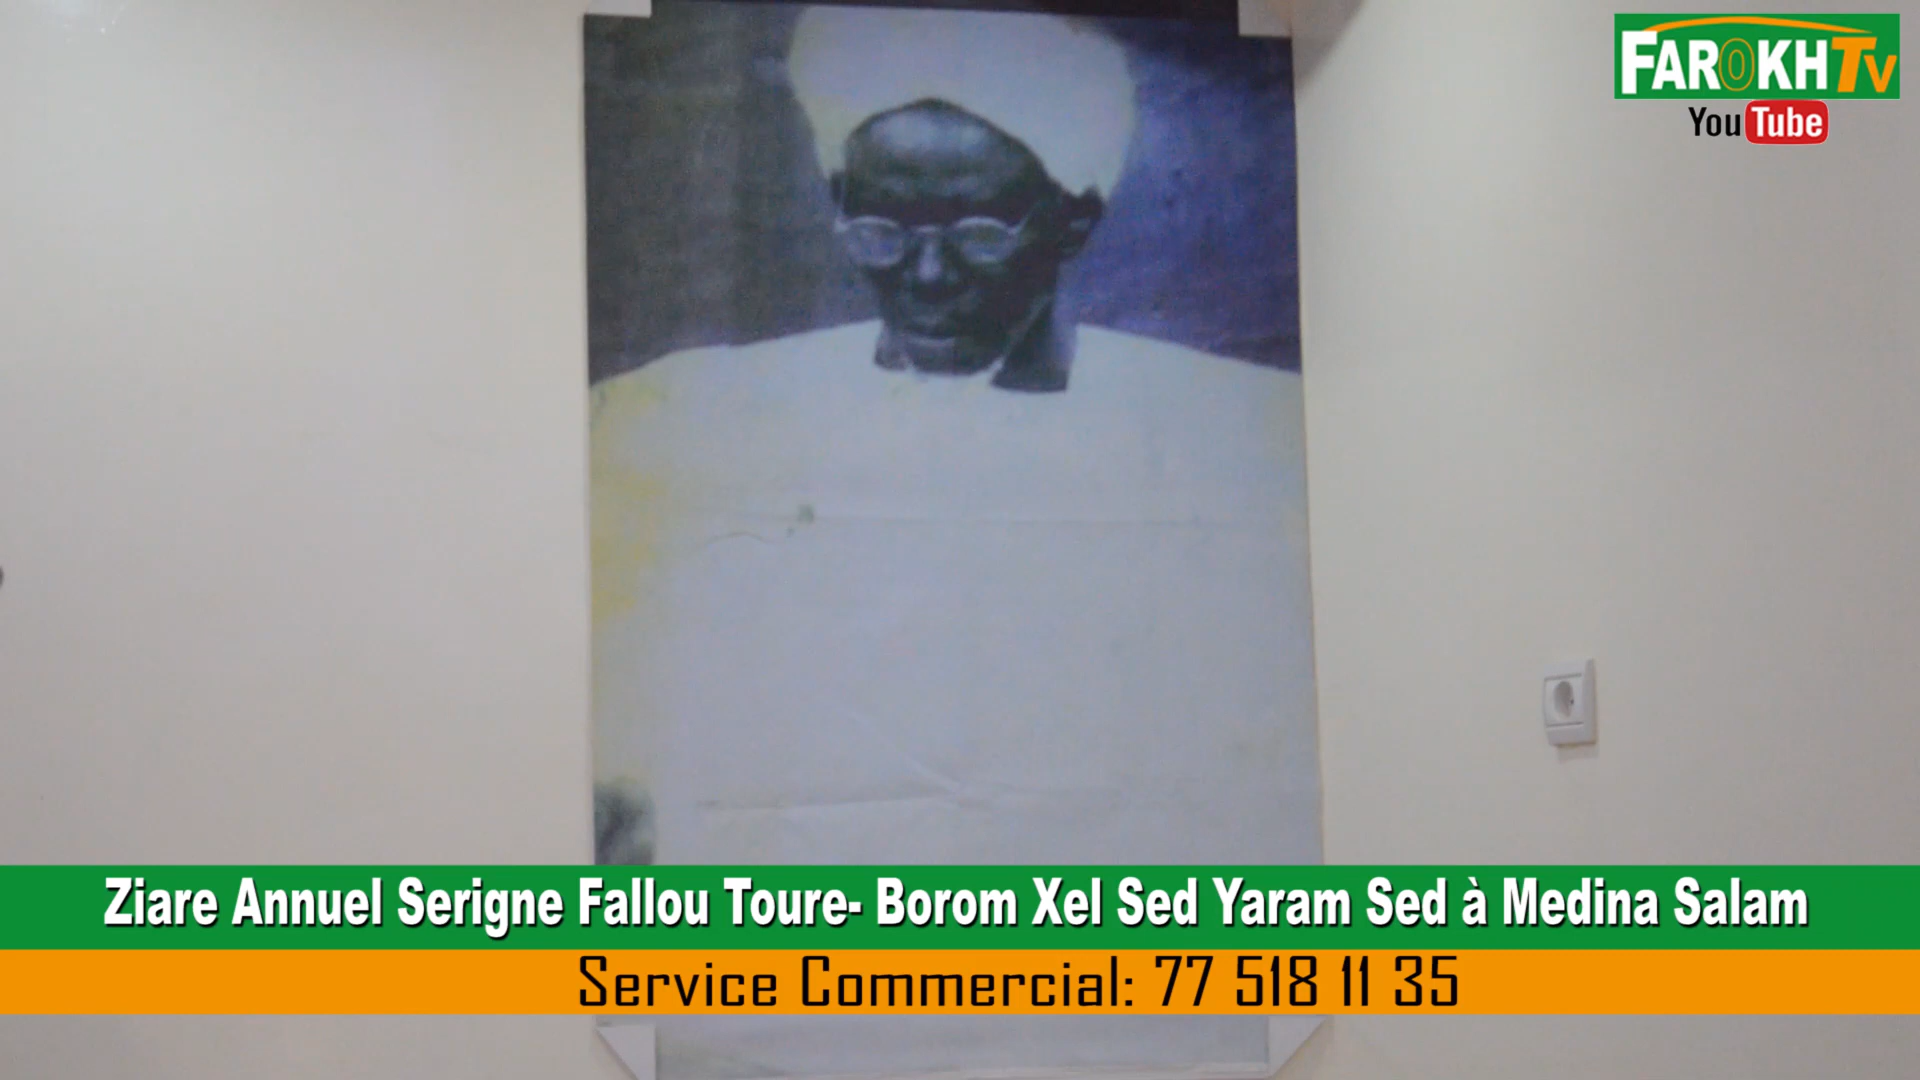 FAROKHTV
YouTube
Ziare Annuel Serigne Fallou Toure- Borom Xel Sed Yaram Sed à Medina Salam
Service Commercial: 77 518 11 35